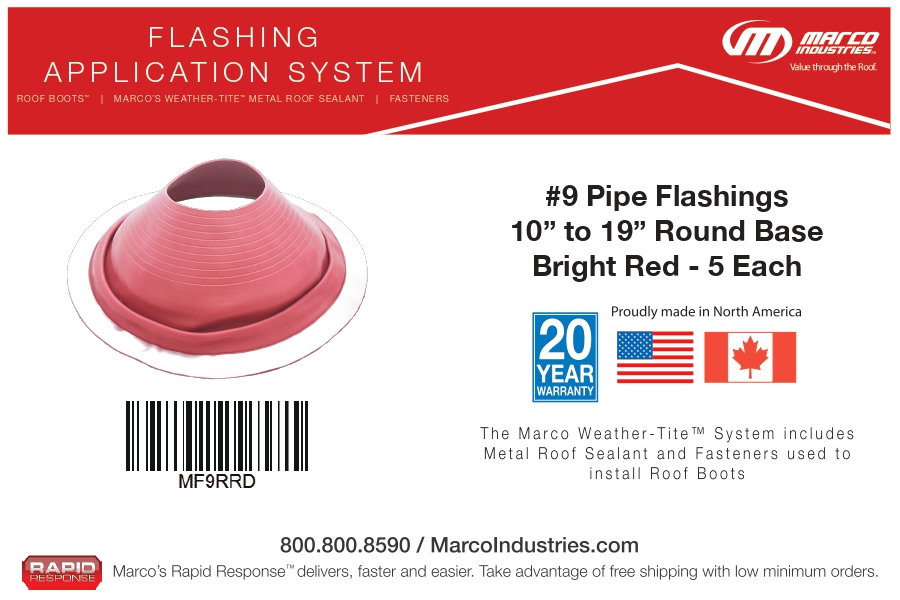 FLASHING
APPLICATION SYSTEM
ROOF BOOTS™ | MARCO'S WEATHER-TITE™ METAL ROOF SEALANT | FASTENERS
MARCO
INDUSTRIES™
Value through the Roof.
#9 Pipe Flashings
10” to 19” Round Base
Bright Red - 5 Each
Proudly made in North America
20
YEAR
WARRANTY
MF9RRD
The Marco Weather-Tite™ System includes
Metal Roof Sealant and Fasteners used to
install Roof Boots
800.800.8590 / MarcoIndustries.com
RAPID
RESPONSE
Marco’s Rapid Response™ delivers, faster and easier. Take advantage of free shipping with low minimum orders.